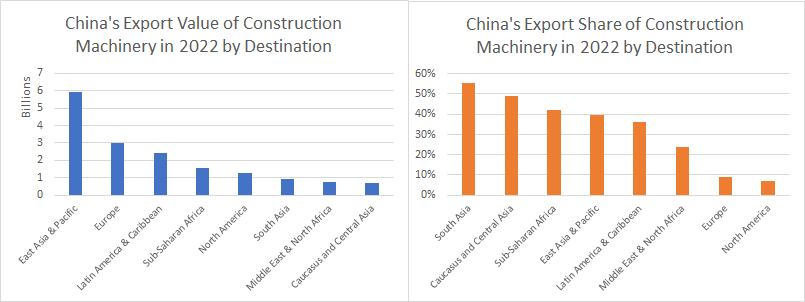 China's Export Value of Construction
Machinery in 2022 by Destination
Billions
7
6
5
4
3
2
1
0
East Asia & Pacific
Europe
Latin America & Caribbean
Sub-Saharan Africa
North America
South Asia
Middle East & North Africa
Caucasus and Central Asia
China's Export Share of Construction
Machinery in 2022 by Destination
60%
50%
40%
30%
20%
10%
0%
South Asia
Caucasus and Central Asia
Sub-Saharan Africa
East Asia & Pacific
Latin America & Caribbean
Middle East & North Africa
Europe
North America